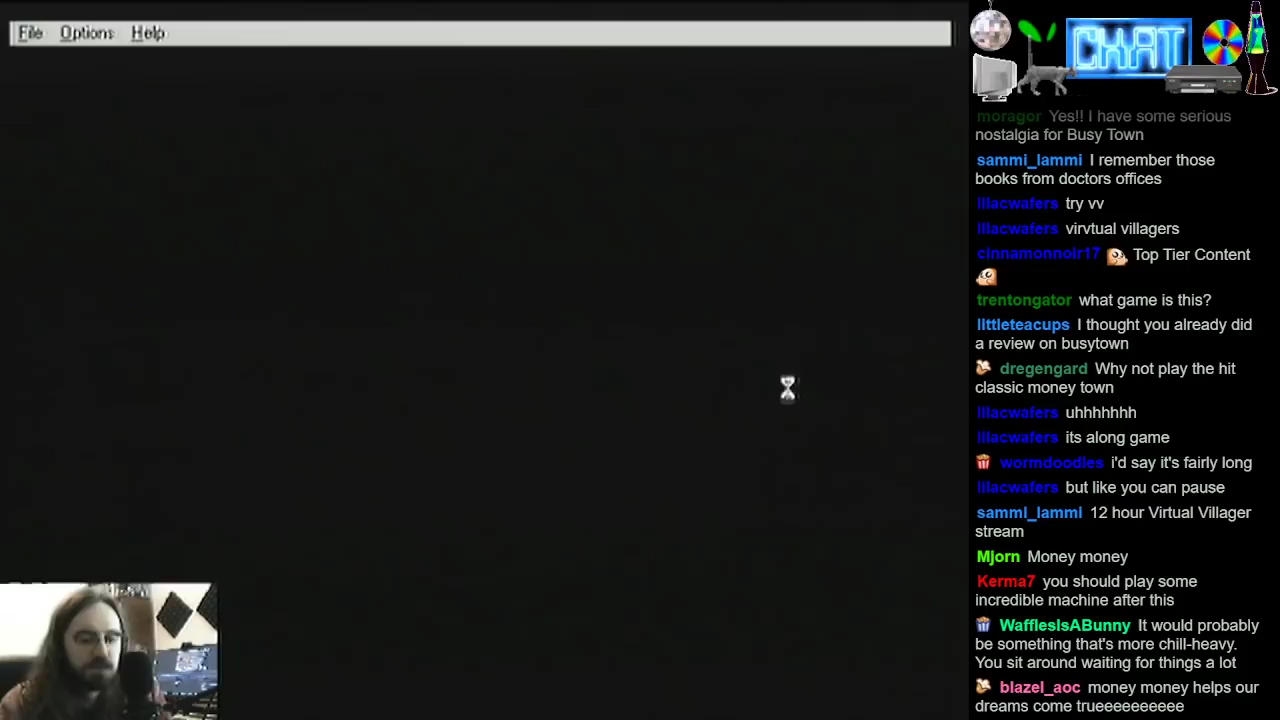 File Options Help
CHAT
moragor Yes!! I have some serious
nostalgia for Busy Town
sammi_lammi I remember those
books from doctors offices
lilacwafers try vv
lilacwafers virvtual villagers
cinnamonnoir17 Top Tier Content
trentongator what game is this?
littleteacups I thought you already did
a review on busytown
dregengard Why not play the hit
classic money town
lilacwafers uhhhhhhh
lilacwafers its along game
wormdoodles i'd say it's fairly long
lilacwafers but like you can pause
sammi_lammi 12 hour Virtual Villager
stream
Mjorn Money money
Kerma7 you should play some
incredible machine after this
WafflesIsABunny It would probably
be something that's more chill-heavy.
You sit around waiting for things a lot
blazel_aoc money money helps our
dreams come trueeeeeeeeee